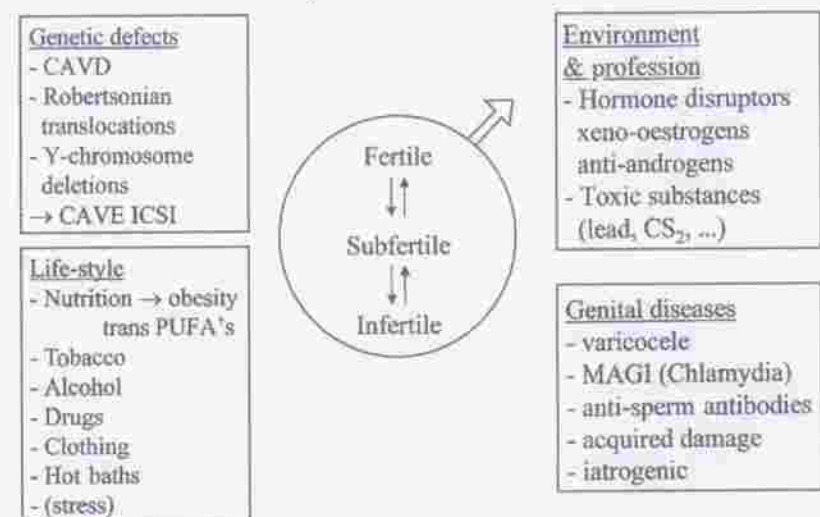 Genetic defects
- CAVD
- Robertsonian
translocations
- Y-chromosome
deletions
→ CAVE ICSI
Life-style
- Nutrition → obesity
trans PUFA's
- Tobacco
- Alcohol
- Drugs
- Clothing
- Hot baths
- (stress)
Fertile
Subfertile
Infertile
Environment
& profession
- Hormone disruptors
xeno-oestrogens
anti-androgens
- Toxic substances
(lead, CS₂, ...)
Genital diseases
- varicocele
- MAGI (Chlamydia)
- anti-sperm antibodies
- acquired damage
- iatrogenic